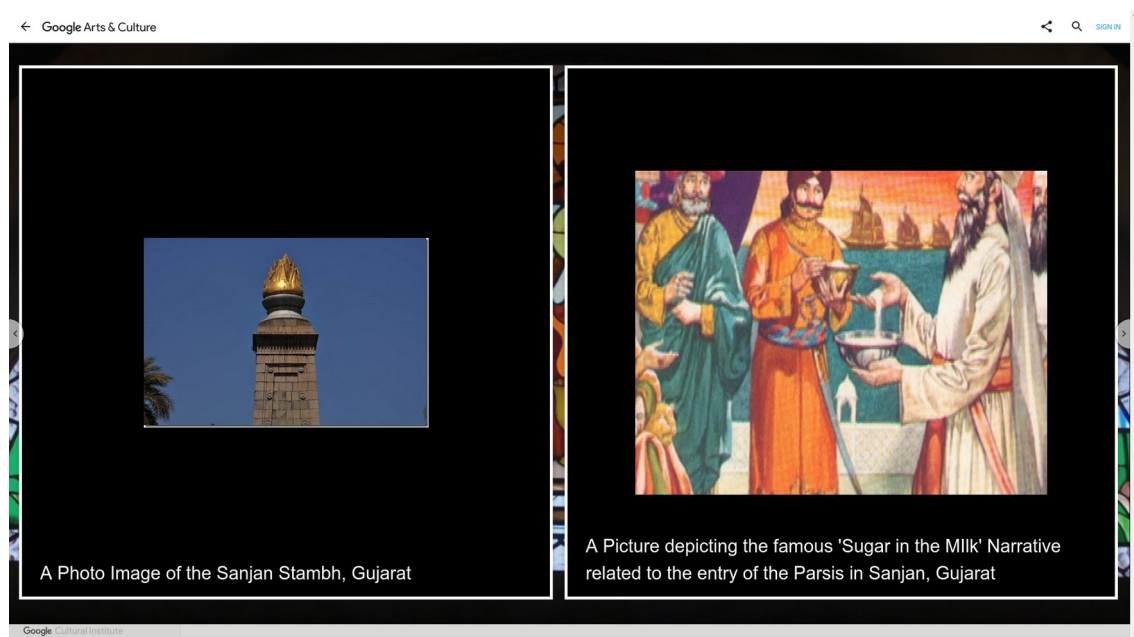 Google Arts & Culture
SIGN IN
A Photo Image of the Sanjan Stambh, Gujarat
A Picture depicting the famous 'Sugar in the MIlk' Narrative
related to the entry of the Parsis in Sanjan, Gujarat
Google Cultural Institute